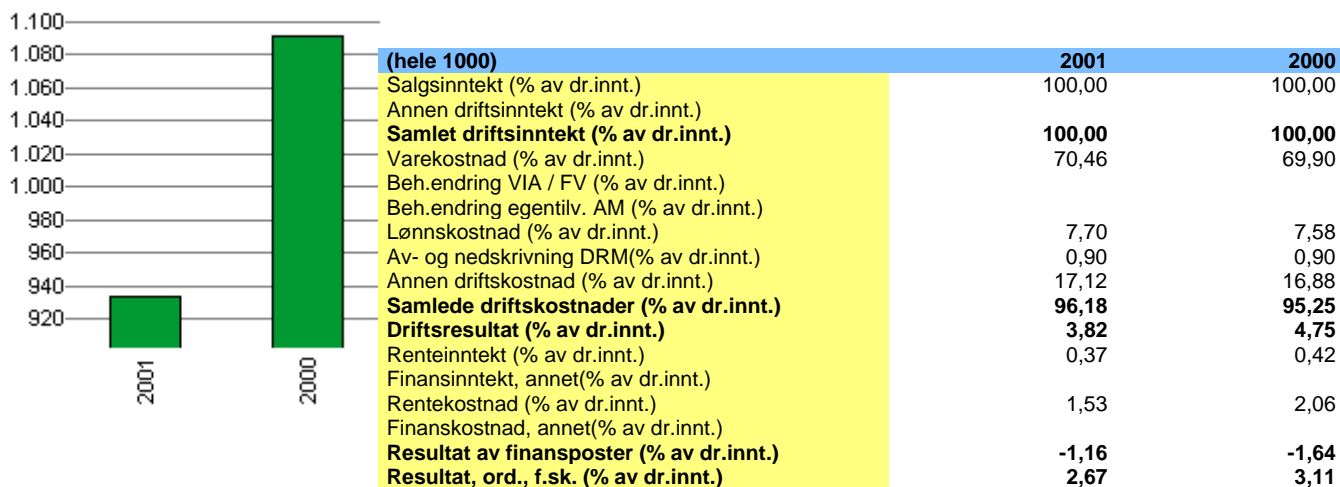 1.100
1.080
1.060
1.040
1.020
1.000
980
960
940
920
2001
2000
(hele 1000) 2001 2000
Salgsinntekt (% av dr.innt.) 100,00 100,00
Annen driftsinntekt (% av dr.innt.)
Samlet driftsinntekt (% av dr.innt.) 100,00 100,00
Varekostnad (% av dr.innt.) 70,46 69,90
Beh.endring VIA / FV (% av dr.innt.)
Beh.endring egentilv. AM (% av dr.innt.)
Lønnskostnad (% av dr.innt.) 7,70 7,58
Av- og nedskrivning DRM(% av dr.innt.) 0,90 0,90
Annen driftskostnad (% av dr.innt.) 17,12 16,88
Samlede driftskostnader (% av dr.innt.) 96,18 95,25
Driftsresultat (% av dr.innt.) 3,82 4,75
Renteinntekt (% av dr.innt.) 0,37 0,42
Finansinntekt, annet(% av dr.innt.)
Rentekostnad (% av dr.innt.) 1,53 2,06
Finanskostnad, annet(% av dr.innt.)
Resultat av finansposter (% av dr.innt.) -1,16 -1,64
Resultat, ord., f.sk. (% av dr.innt.) 2,67 3,11